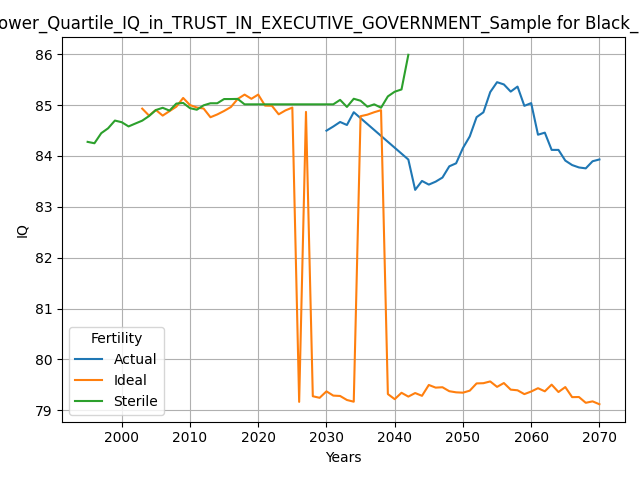 ower_Quartile_IQ_in_TRUST_IN_EXECUTIVE_GOVERNMENT_Sample for Black_
86
85
84
83
82
81
80
79
IQ
Fertility
Actual
Ideal
Sterile
2000 2010 2020 2030 2040 2050 2060 2070
Years